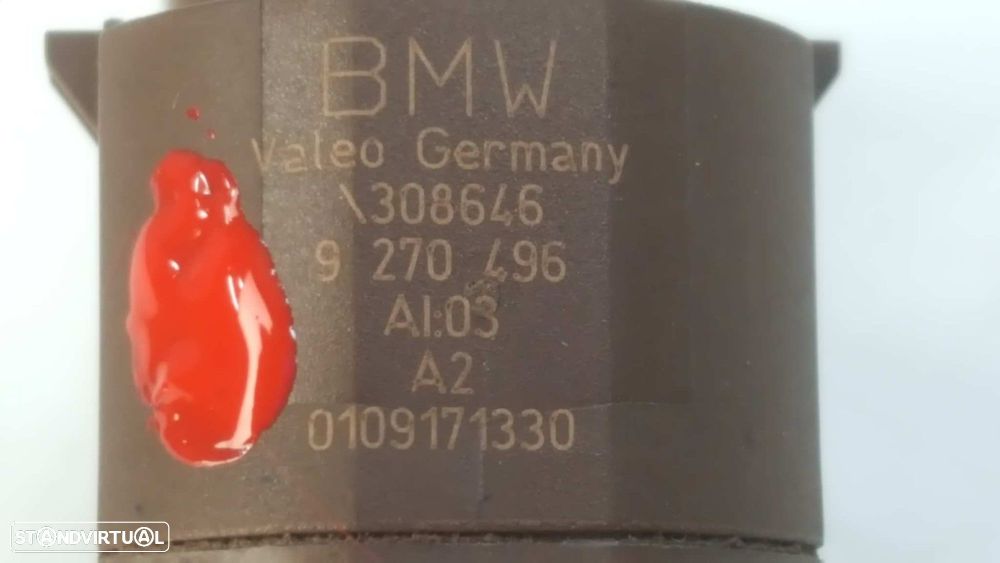 BMW
Valeo Germany
\308646
9 270 496
AI:03
A2
0109171330
STANDVIRTUAL